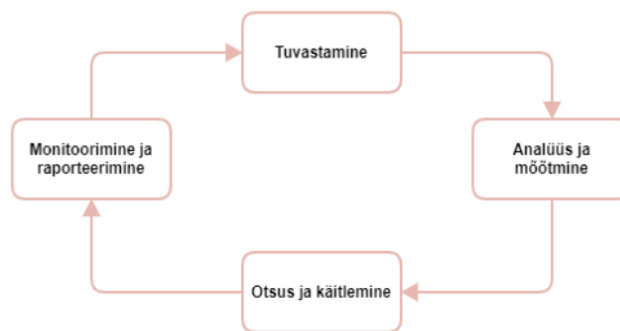 Tuvastamine
Analüüs ja
mõõtmine
Otsus ja käitlemine
Monitoorimine ja
raporteerimine